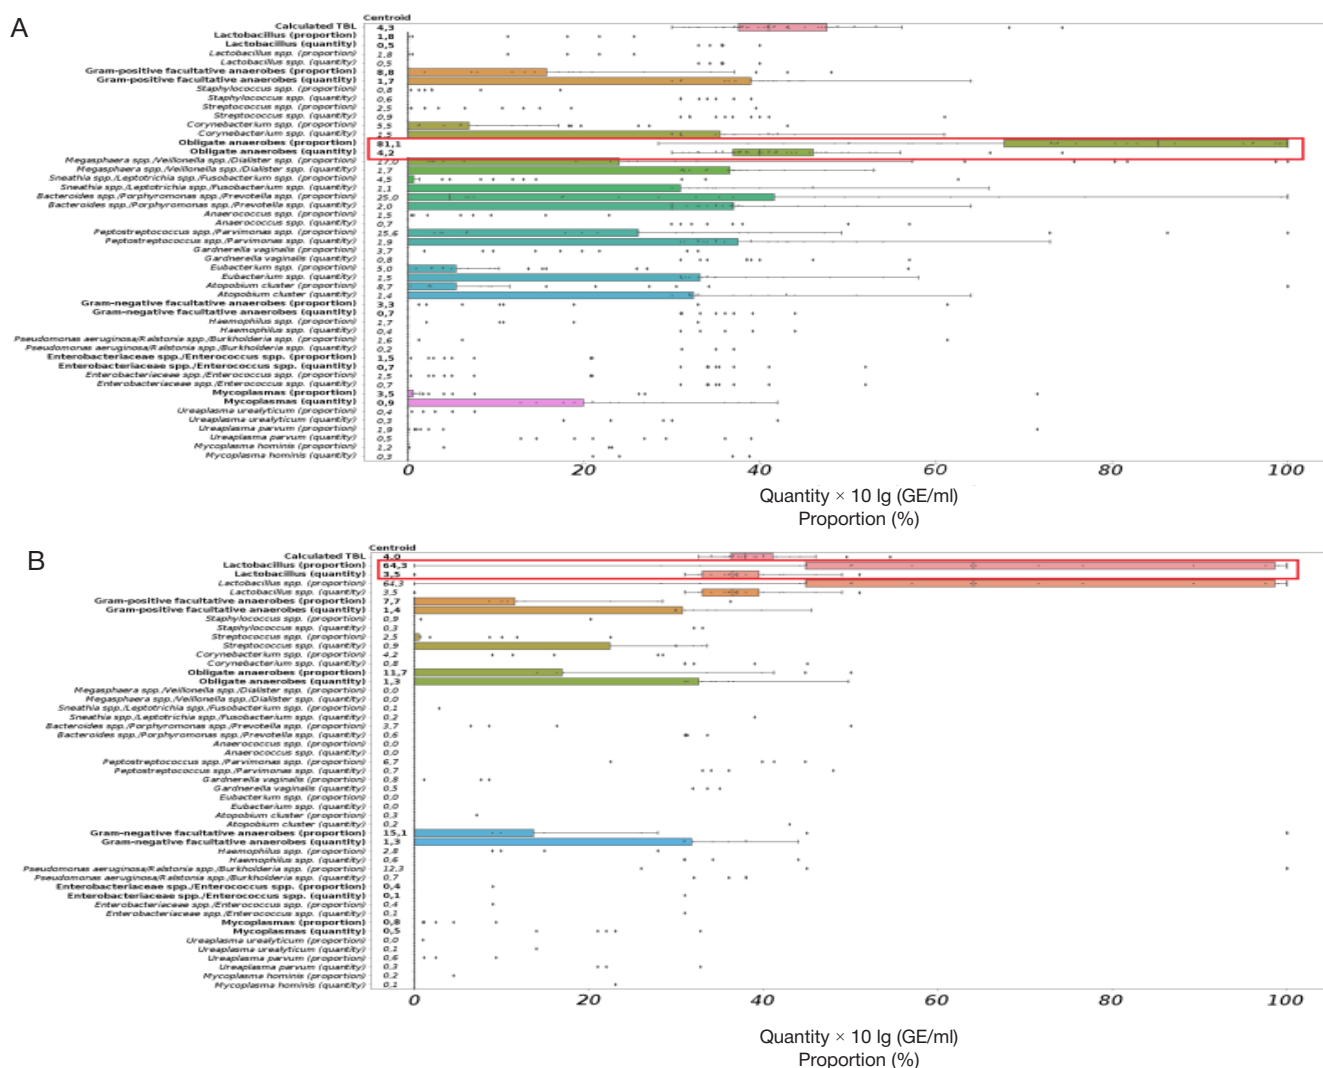 A
Centroid
Calculated TBL 4,3
Lactobacillus (proportion) 1,8
Lactobacillus (quantity) 0,5
Lactobacillus spp. (proportion) 1,8
Lactobacillus spp. (quantity) 0,5
Gram-positive facultative anaerobes (proportion) 8,8
Gram-positive facultative anaerobes (quantity) 1,7
Staphylococcus spp. (proportion) 0,8
Staphylococcus spp. (quantity) 0,6
Streptococcus spp. (proportion) 2,5
Streptococcus spp. (quantity) 0,9
Corynebacterium spp. (proportion) 5,5
Corynebacterium spp. (quantity) 1,5
Obligate anaerobes (proportion) 81,1
Obligate anaerobes (quantity) 4,2
Megasphaera spp./Veillonella spp./Dialister spp. (proportion) 17,0
Megasphaera spp./Veillonella spp./Dialister spp. (quantity) 1,7
Sneathia spp./Leptotrichia spp./Fusobacterium spp. (proportion) 4,5
Sneathia spp./Leptotrichia spp./Fusobacterium spp. (quantity) 1,1
Bacteroides spp./Porphyromonas spp./Prevotella spp. (proportion) 25,0
Bacteroides spp./Porphyromonas spp./Prevotella spp. (quantity) 2,0
Anaerococcus spp. (proportion) 1,5
Anaerococcus spp. (quantity) 0,7
Peptostreptococcus spp./Parvimonas spp. (proportion) 15,6
Peptostreptococcus spp./Parvimonas spp. (quantity) 1,9
Gardnerella vaginalis (proportion) 3,7
Gardnerella vaginalis (quantity) 0,8
Eubacterium spp. (proportion) 5,0
Eubacterium spp. (quantity) 1,5
Atopobium cluster (proportion) 8,7
Atopobium cluster (quantity) 1,4
Gram-negative facultative anaerobes (proportion) 3,3
Gram-negative facultative anaerobes (quantity) 0,7
Haemophilus spp. (proportion) 1,7
Haemophilus spp. (quantity) 0,4
Pseudomonas aeruginosa/Ralstonia spp./Burkholderia spp. (proportion) 1,6
Pseudomonas aeruginosa/Ralstonia spp./Burkholderia spp. (quantity) 0,2
Enterobacteriaceae spp./Enterococcus spp. (proportion) 1,5
Enterobacteriaceae spp./Enterococcus spp. (quantity) 0,7
Enterobacteriaceae spp./Enterococcus spp. (proportion) 1,5
Enterobacteriaceae spp./Enterococcus spp. (quantity) 0,7
Mycoplasmas (proportion) 3,5
Mycoplasmas (quantity) 0,9
Ureaplasma urealyticum (proportion) 0,4
Ureaplasma urealyticum (quantity) 0,3
Ureaplasma parvum (proportion) 1,9
Ureaplasma parvum (quantity) 0,5
Mycoplasma hominis (proportion) 1,2
Mycoplasma hominis (quantity) 0,3
0 20 40 60 80 100
Quantity × 10 lg (GE/ml)
Proportion (%)
B
Centroid
Calculated TBL 4,0
Lactobacillus (proportion) 64,3
Lactobacillus (quantity) 3,5
Lactobacillus spp. (proportion) 64,3
Lactobacillus spp. (quantity) 3,5
Gram-positive facultative anaerobes (proportion) 7,7
Gram-positive facultative anaerobes (quantity) 1,4
Staphylococcus spp. (proportion) 0,9
Staphylococcus spp. (quantity) 0,3
Streptococcus spp. (proportion) 2,5
Streptococcus spp. (quantity) 0,9
Corynebacterium spp. (proportion) 4,2
Corynebacterium spp. (quantity) 0,8
Obligate anaerobes (proportion) 11,7
Obligate anaerobes (quantity) 1,3
Megasphaera spp./Veillonella spp./Dialister spp. (proportion) 0,0
Megasphaera spp./Veillonella spp./Dialister spp. (quantity) 0,0
Sneathia spp./Leptotrichia spp./Fusobacterium spp. (proportion) 0,1
Sneathia spp./Leptotrichia spp./Fusobacterium spp. (quantity) 0,2
Bacteroides spp./Porphyromonas spp./Prevotella spp. (proportion) 3,7
Bacteroides spp./Porphyromonas spp./Prevotella spp. (quantity) 0,6
Anaerococcus spp. (proportion) 0,0
Anaerococcus spp. (quantity) 0,0
Peptostreptococcus spp./Parvimonas spp. (proportion) 6,7
Peptostreptococcus spp./Parvimonas spp. (quantity) 0,7
Gardnerella vaginalis (proportion) 0,8
Gardnerella vaginalis (quantity) 0,5
Eubacterium spp. (proportion) 0,0
Eubacterium spp. (quantity) 0,0
Atopobium cluster (proportion) 0,3
Atopobium cluster (quantity) 0,2
Gram-negative facultative anaerobes (proportion) 15,1
Gram-negative facultative anaerobes (quantity) 1,3
Haemophilus spp. (proportion) 2,8
Haemophilus spp. (quantity) 0,6
Pseudomonas aeruginosa/Ralstonia spp./Burkholderia spp. (proportion) 12,3
Pseudomonas aeruginosa/Ralstonia spp./Burkholderia spp. (quantity) 0,7
Enterobacteriaceae spp./Enterococcus spp. (proportion) 0,4
Enterobacteriaceae spp./Enterococcus spp. (quantity) 0,1
Enterobacteriaceae spp./Enterococcus spp. (proportion) 0,4
Enterobacteriaceae spp./Enterococcus spp. (quantity) 0,1
Mycoplasmas (proportion) 0,8
Mycoplasmas (quantity) 0,5
Ureaplasma urealyticum (proportion) 0,0
Ureaplasma urealyticum (quantity) 0,1
Ureaplasma parvum (proportion) 0,6
Ureaplasma parvum (quantity) 0,3
Mycoplasma hominis (proportion) 0,2
Mycoplasma hominis (quantity) 0,1
0 20 40 60 80 100
Quantity × 10 lg (GE/ml)
Proportion (%)